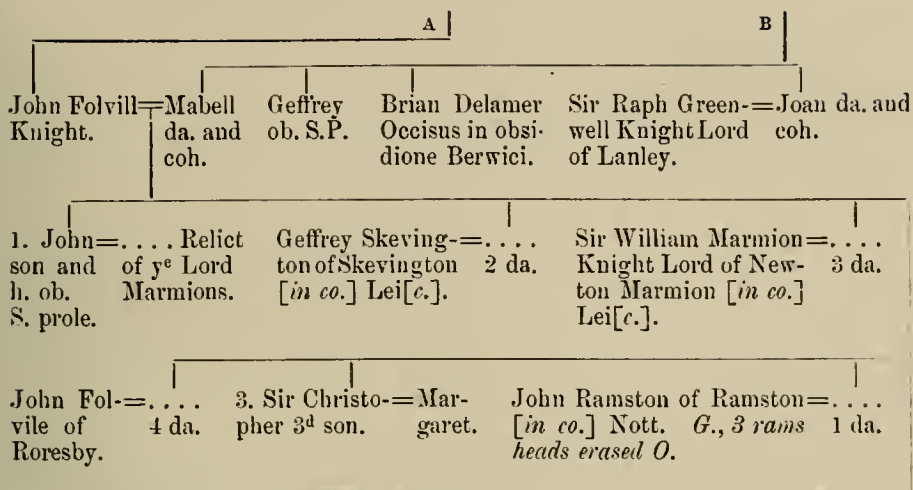 A B
John Folvill=Mabell
Knight. da. and
coh.
Geffrey
ob. S.P.
Brian Delamer
Occisus in obsi-
dione Berwici.
Sir Raph Green-=Joan da. and
well Knight Lord coh.
of Lanley.
1. John=. . . . Relict
son and of yᵉ Lord
h. ob. Marmions.
S. prole.
Geffrey Skeving-=. . . .
ton of Skevington 2 da.
[in co.] Lei[c.].
Sir William Marmion=. . . .
Knight Lord of New- 3 da.
ton Marmion [in co.]
Lei[c.].
John Fol-=. . . .
vile of 4 da.
Roresby.
3. Sir Christo-=Mar-
pher 3ᵈ son. garet.
John Ramston of Ramston=. . . .
[in co.] Nott. G., 3 rams 1 da.
heads erased O.